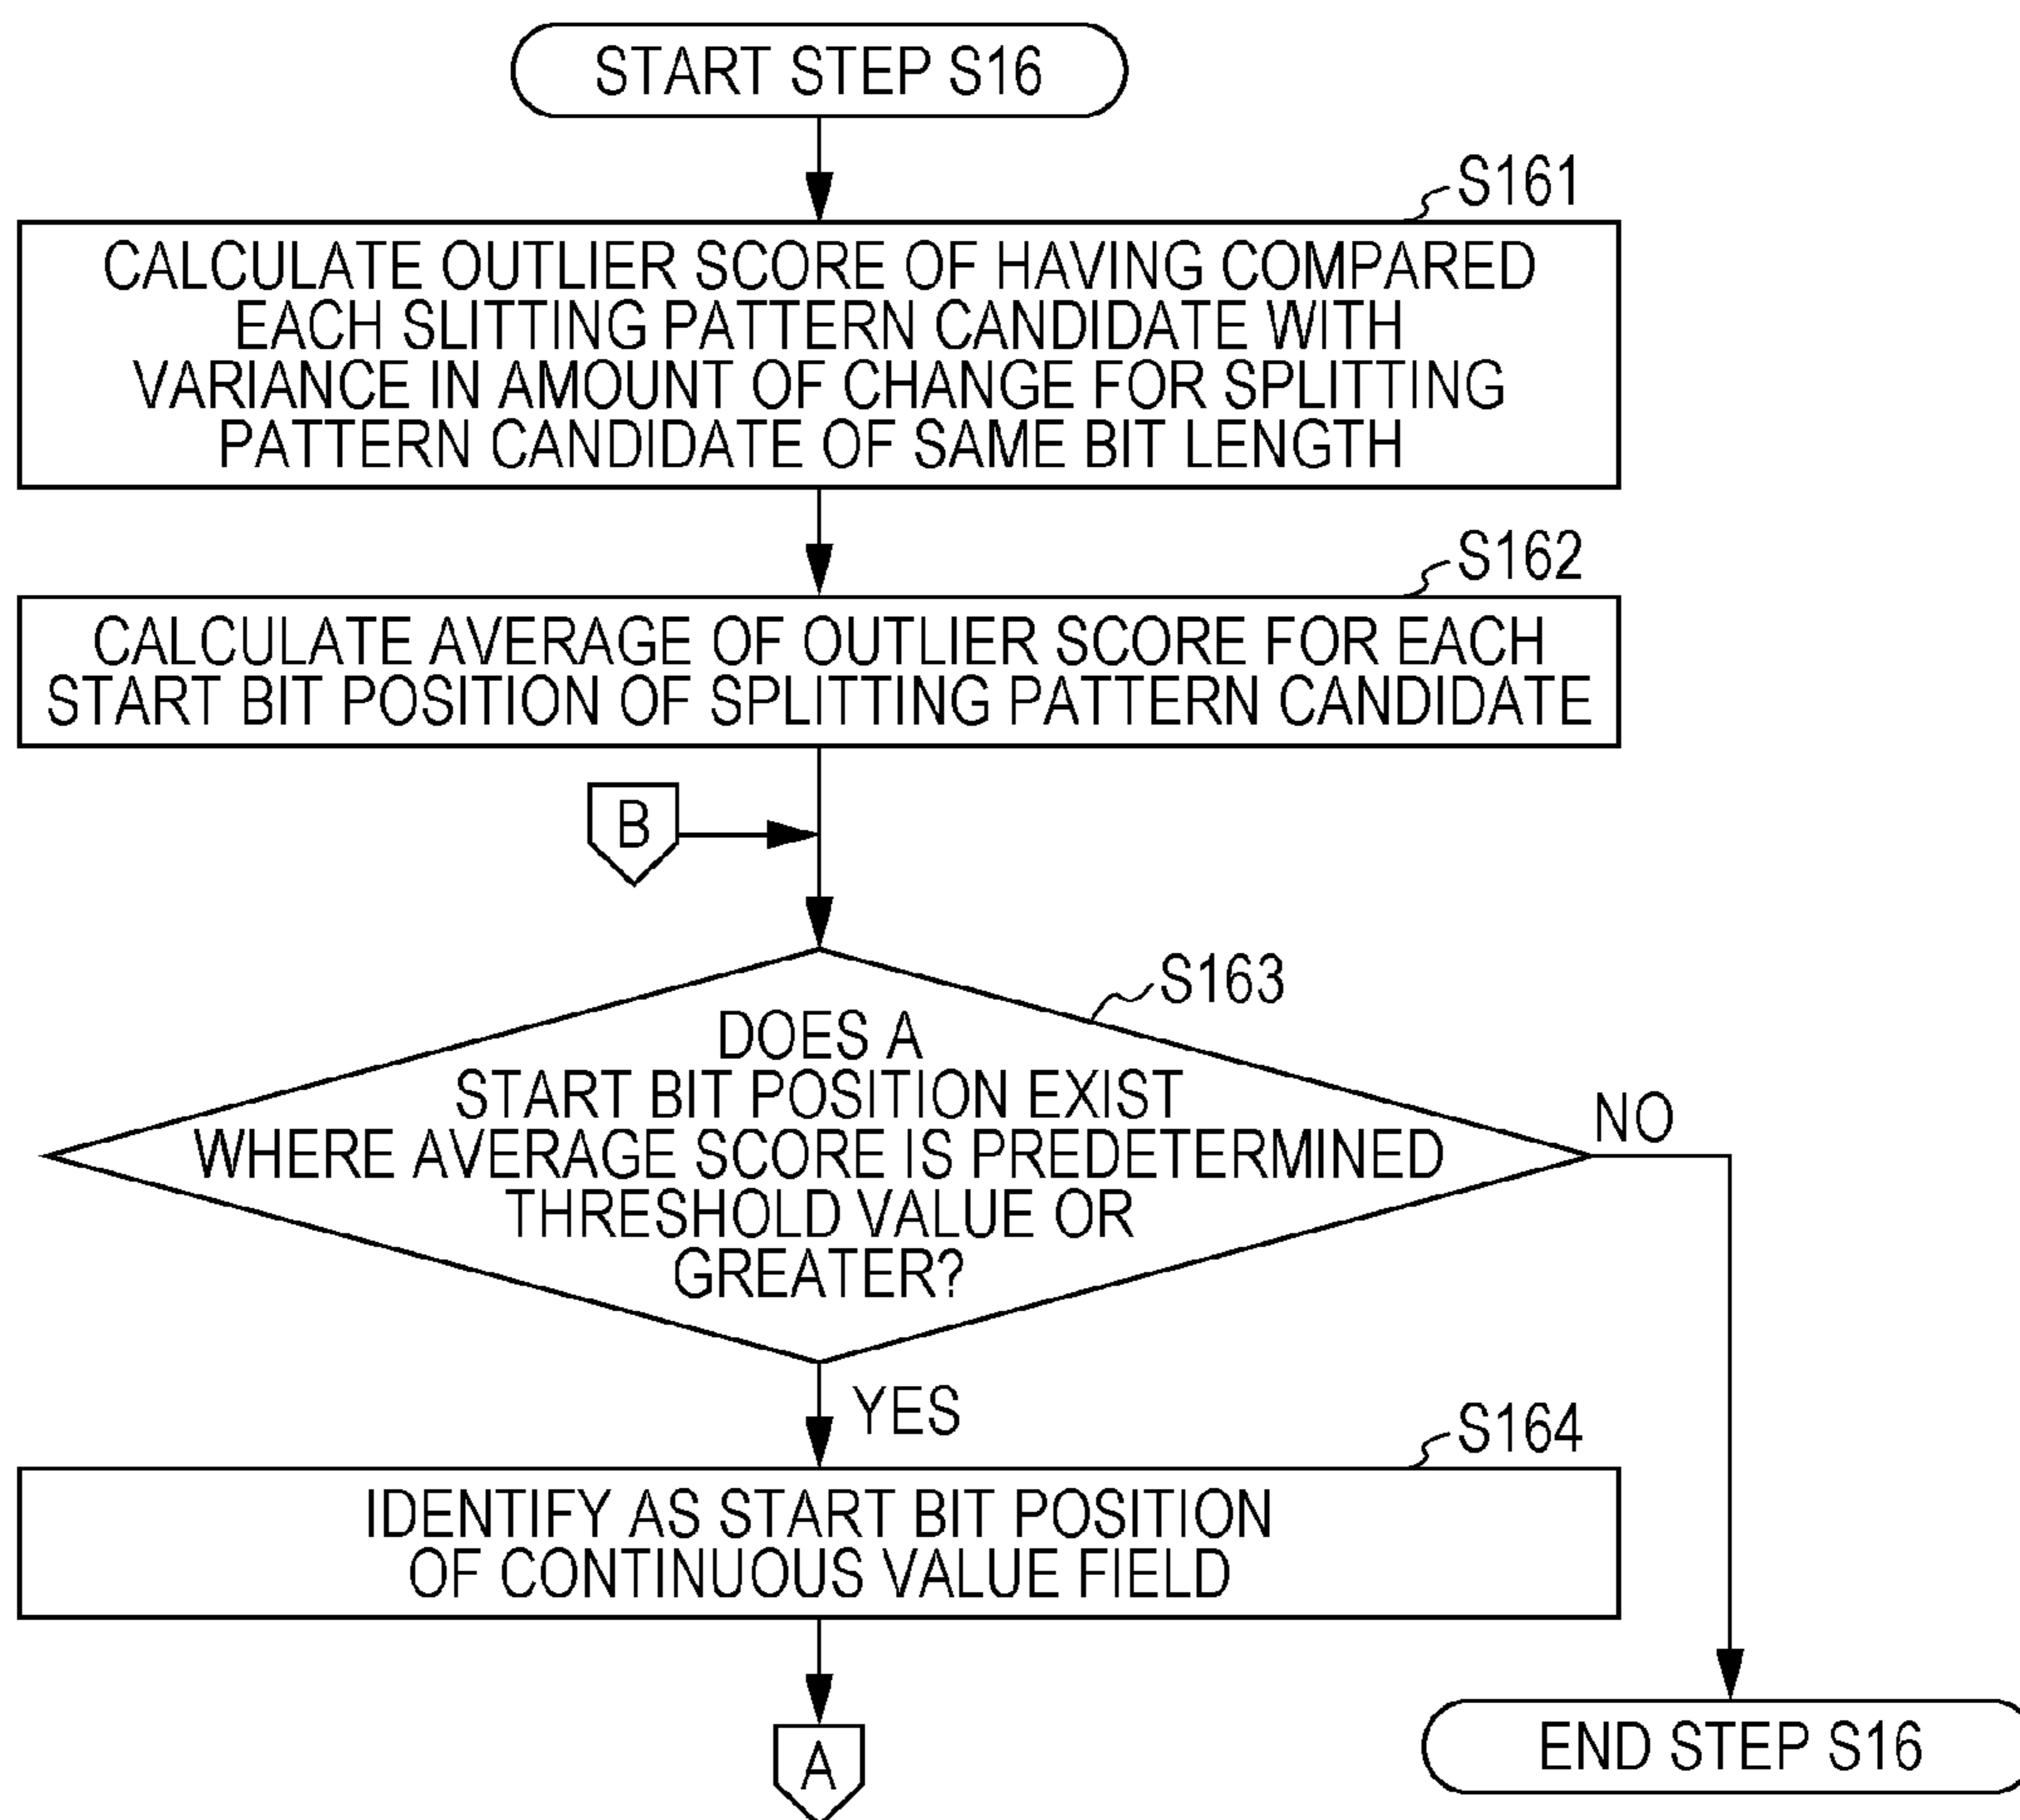 START STEP S16
S161
CALCULATE OUTLIER SCORE OF HAVING COMPARED
EACH SLITTING PATTERN CANDIDATE WITH
VARIANCE IN AMOUNT OF CHANGE FOR SPLITTING
PATTERN CANDIDATE OF SAME BIT LENGTH
S162
CALCULATE AVERAGE OF OUTLIER SCORE FOR EACH
START BIT POSITION OF SPLITTING PATTERN CANDIDATE
B
S163
DOES A
START BIT POSITION EXIST
WHERE AVERAGE SCORE IS PREDETERMINED
THRESHOLD VALUE OR
GREATER?
NO
YES
S164
IDENTIFY AS START BIT POSITION
OF CONTINUOUS VALUE FIELD
A
END STEP S16